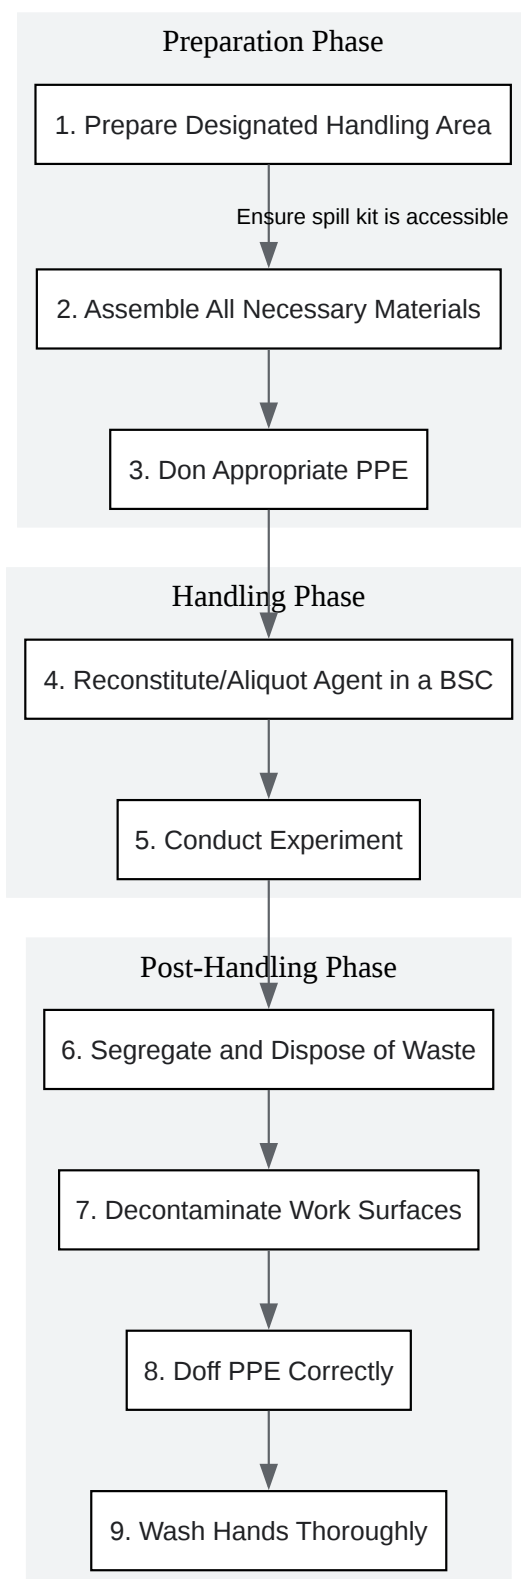 Preparation Phase
1. Prepare Designated Handling Area
Ensure spill kit is accessible
2. Assemble All Necessary Materials
3. Don Appropriate PPE
Handling Phase
4. Reconstitute/Aliquot Agent in a BSC
5. Conduct Experiment
Post-Handling Phase
6. Segregate and Dispose of Waste
7. Decontaminate Work Surfaces
8. Doff PPE Correctly
9. Wash Hands Thoroughly